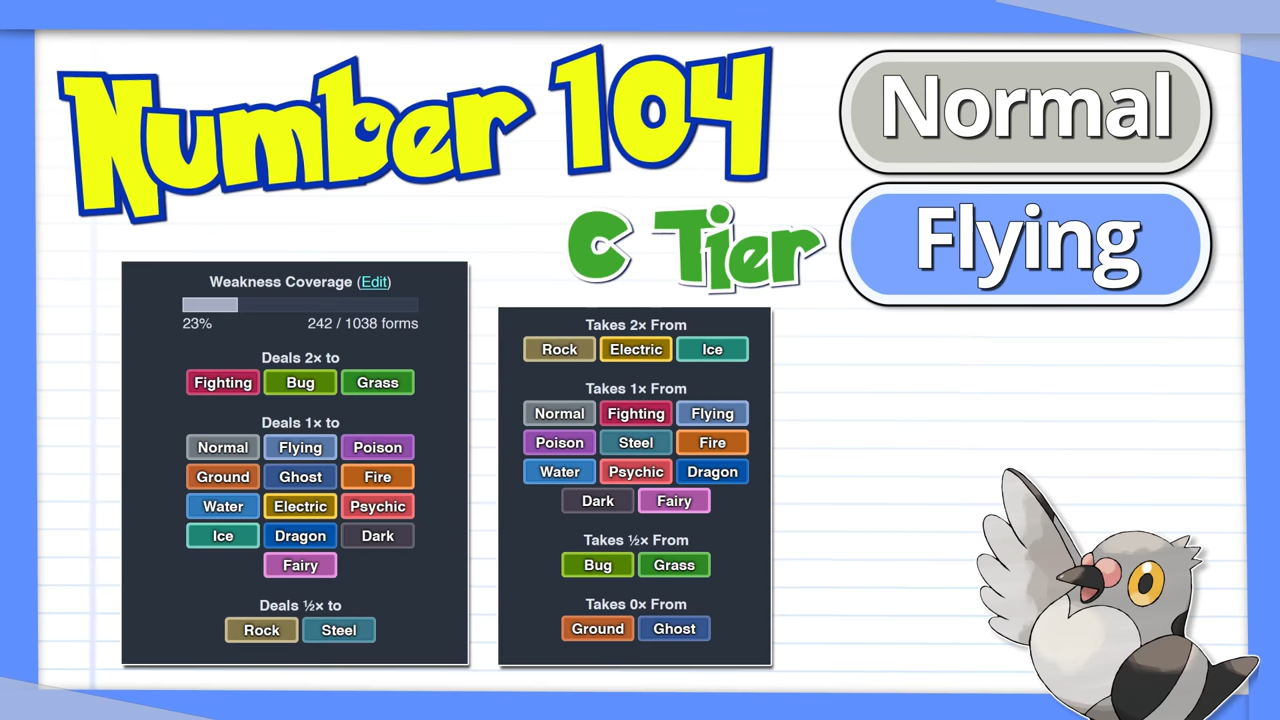 Number 104
C Tier
Normal
Flying
Weakness Coverage (Edit)
23% 242 / 1038 forms
Deals 2× to
Fighting Bug Grass
Deals 1× to
Normal Flying Poison
Ground Ghost Fire
Water Electric Psychic
Ice Dragon Dark
Fairy
Deals ½× to
Rock Steel
Takes 2× From
Rock Electric Ice
Takes 1× From
Normal Fighting Flying
Poison Steel Fire
Water Psychic Dragon
Dark Fairy
Takes ½× From
Bug Grass
Takes 0× From
Ground Ghost